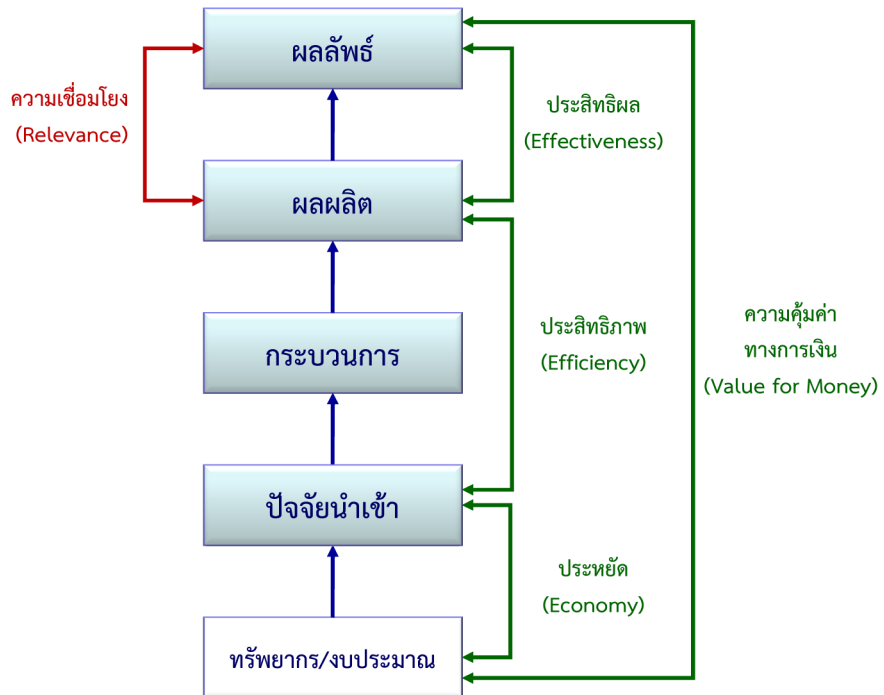 ผลลัพธ์
ความเชื่อมโยง
(Relevance)
ประสิทธิผล
(Effectiveness)
ผลผลิต
กระบวนการ
ประสิทธิภาพ
(Efficiency)
ความคุ้มค่า
ทางการเงิน
(Value for Money)
ปัจจัยนำเข้า
ประหยัด
(Economy)
ทรัพยากร/งบประมาณ